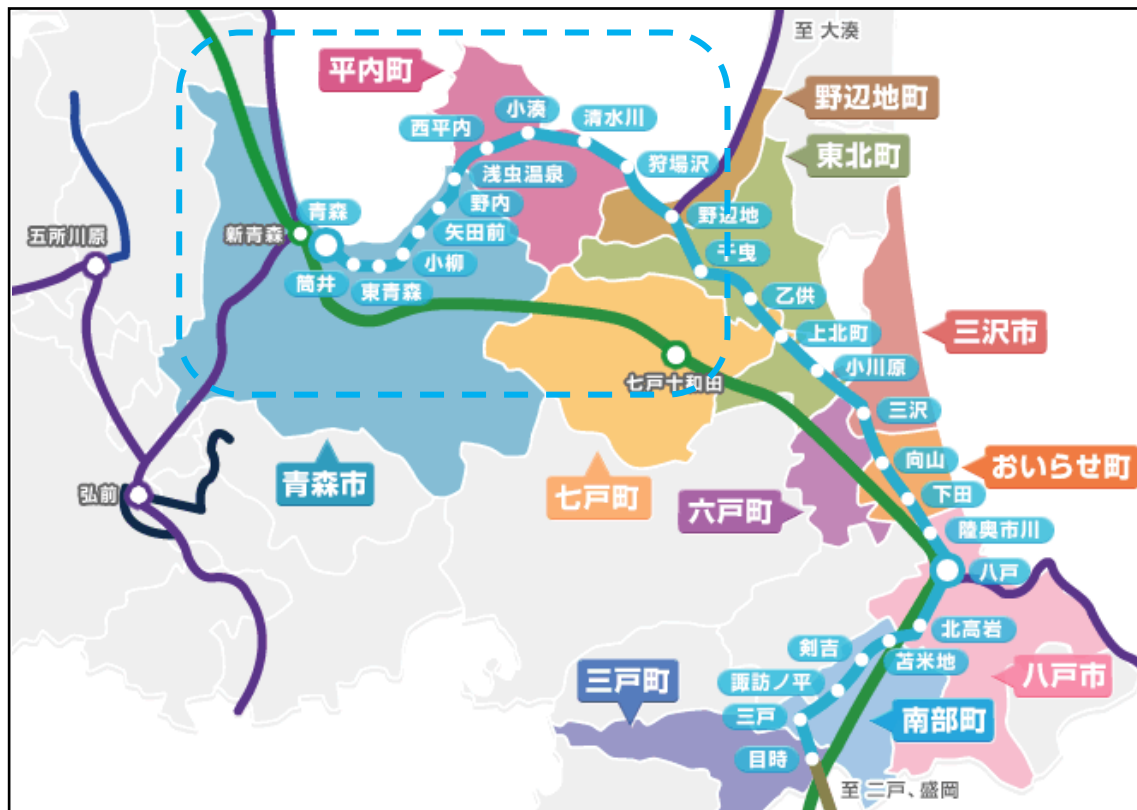 至 大湊
平内町
野辺地町
小湊
清水川
西平内
東北町
狩場沢
浅虫温泉
野内
野辺地
青森
新青森
矢田前
五所川原
千曳
小柳
筒井
東青森
乙供
上北町
三沢市
小川原
七戸十和田
三沢
向山
おいらせ町
青森市
七戸町
弘前
下田
六戸町
陸奥市川
八戸
北高岩
剣吉
苫米地
三戸町
諏訪ノ平
八戸市
三戸
南部町
目時
至 二戸、盛岡